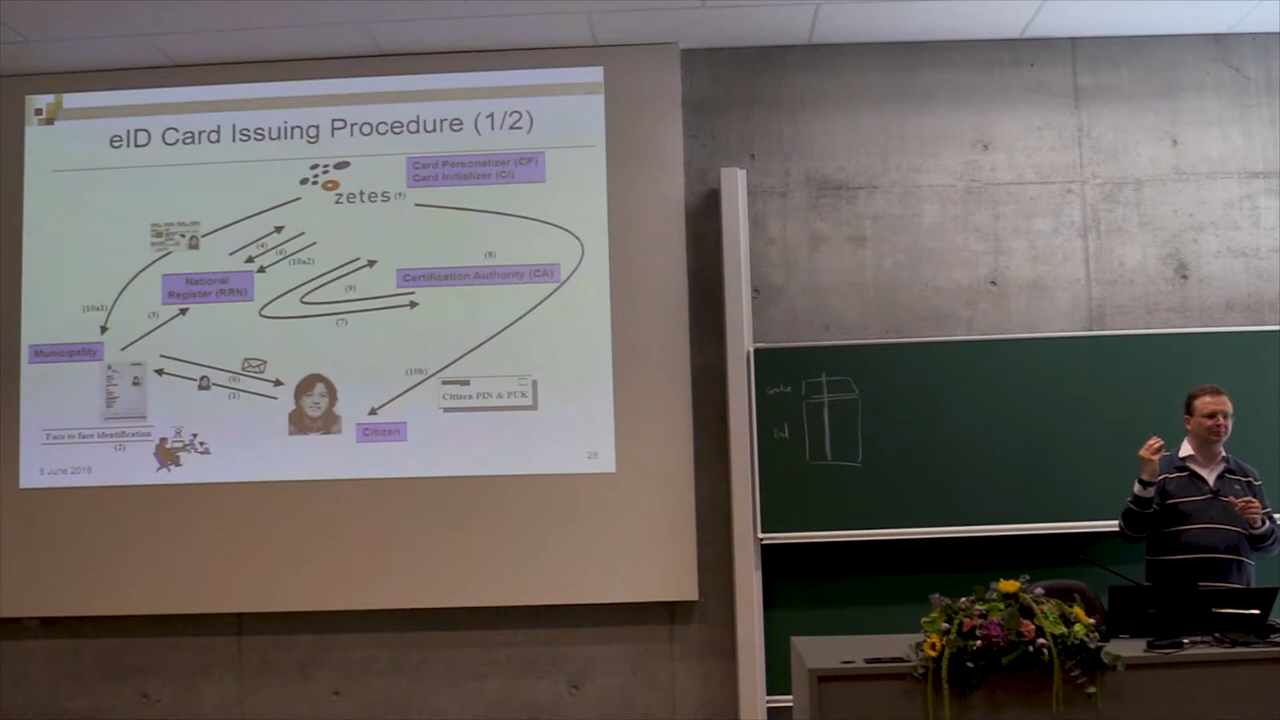 eID Card Issuing Procedure (1/2)
Card Personalizer (CP)
Card Initializer (CI)
zetes (5)
(4)
(6)
(10a2)
(8)
National
Register (RRN)
Certification Authority (CA)
(9)
(10a1)
(3)
(7)
Municipality
(0)
(1)
(10b)
Citizen PIN & PUK
Citizen
Face to face identification
(2)
6 June 2019
28